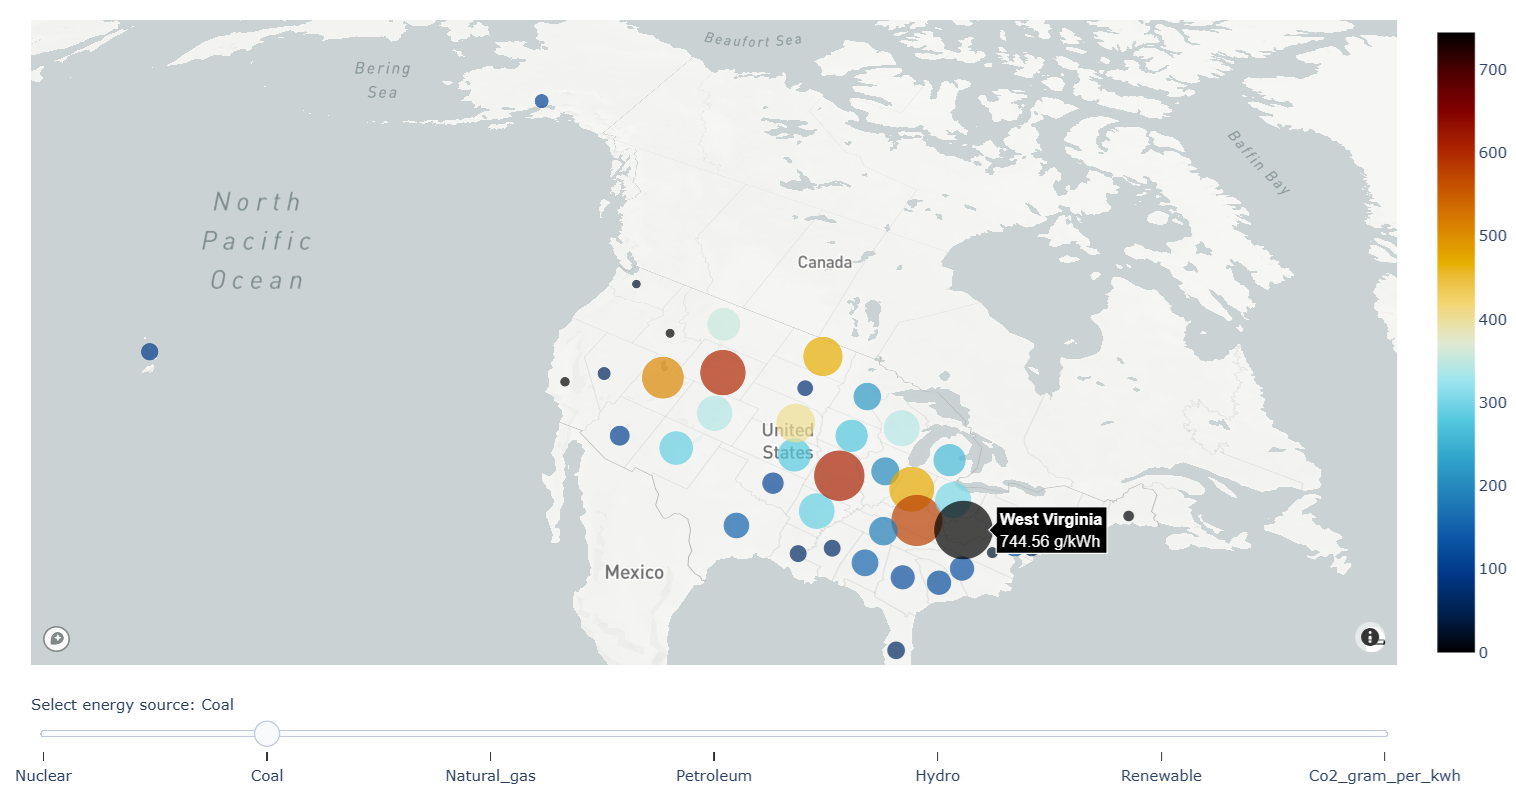 Beaufort Sea
Bering
Sea
Baffin Bay
North
Pacific
Ocean
Canada
United
States
Mexico
West Virginia
744.56 g/kWh
700
600
500
400
300
200
100
0
Select energy source: Coal
Nuclear
Coal
Natural_gas
Petroleum
Hydro
Renewable
Co2_gram_per_kwh